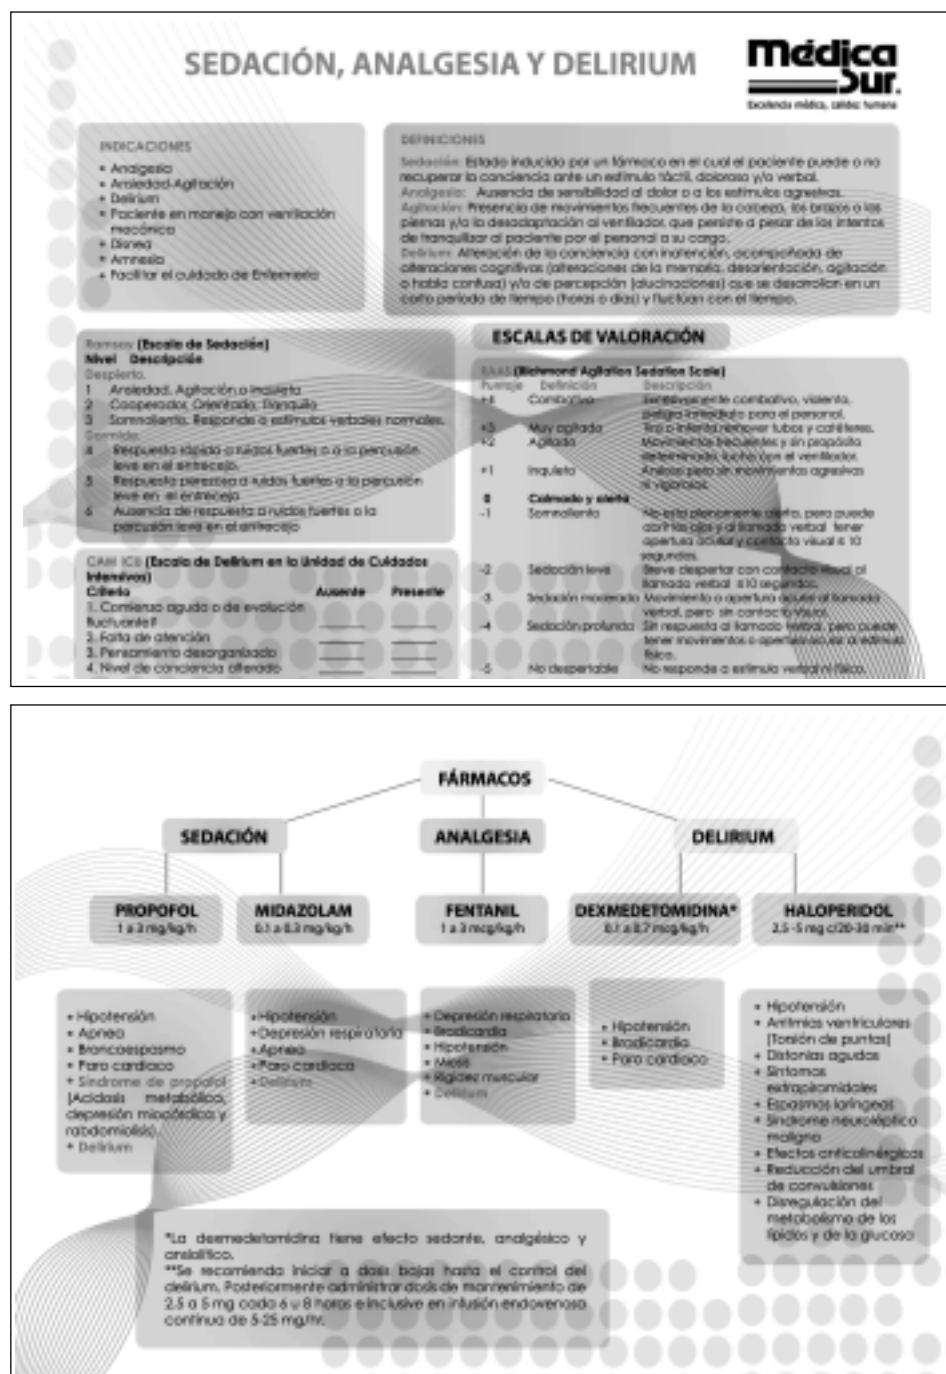 SEDACIÓN, ANALGESIA Y DELIRIUM
Médica
Sur.
Excelencia médica, calidez humana
INDICACIONES
• Analgesia
• Ansiedad-Agitación
• Delirium
• Paciente en manejo con ventilación
mecánica
• Disnea
• Amnesia
• Facilitar el cuidado de Enfermería
DEFINICIONES
Sedación: Estado inducido por un fármaco en el cual el paciente puede o no
recuperar la conciencia ante un estímulo táctil, doloroso y/o verbal.
Analgesia: Ausencia de sensibilidad al dolor o a los estímulos agresivos.
Agitación: Presencia de movimientos frecuentes de la cabeza, los brazos o las
piernas y/o la desadaptación al ventilador, que persiste a pesar de los intentos
de tranquilizar al paciente por el personal a su cargo.
Delirium: Alteración de la conciencia con inatención, acompañada de
alteraciones cognitivas (alteraciones de la memoria, desorientación, agitación
o habla confusa) y/o de percepción (alucinaciones) que se desarrollan en un
corto periodo de tiempo (horas o días) y fluctúan con el tiempo.
ESCALAS DE VALORACIÓN
Ramsay (Escala de Sedación)
Nivel Descripción
Despierto.
1 Ansiedad, Agitación o Inquieto
2 Cooperador, Orientado, Tranquilo
3 Somnoliento. Responde a estímulos verbales normales.
Dormido.
4 Respuesta rápida a ruidos fuertes o a la percusión
leve en el entrecejo.
5 Respuesta perezosa a ruidos fuertes o la percusión
leve en el entrecejo
6 Ausencia de respuesta a ruidos fuertes o la
percusión leve en el entrecejo
CAM ICU (Escala de Delirium en la Unidad de Cuidados
Intensivos)
Criterio Ausente Presente
1. Comienzo agudo o de evolución
fluctuante
2. Falta de atención
3. Pensamiento desorganizado
4. Nivel de conciencia alterado
RAAS (Richmond Agitation Sedation Scale)
Puntaje Definición Descripción
+4 Combativo combativo, violento,
peligro inmediato para el personal.
+3 Muy agitado Tira o intenta remover tubos y catéteres.
+2 Agitado Movimientos frecuentes y sin propósito
determinado, lucha con el ventilador.
+1 Inquieto Ansioso pero sin movimientos agresivos
ni vigorosos.
0 Calmado y alerta
-1 Somnoliento No está plenamente alerta, pero puede
abrir los ojos y al llamado verbal tener
apertura ocular y contacto visual ≥ 10
segundos.
-2 Sedación leve Breve despertar con contacto visual al
llamado verbal ≤10 segundos.
-3 Sedación moderada Movimiento o apertura ocular al llamado
verbal, pero sin contacto visual.
-4 Sedación profunda Sin respuesta al llamado verbal, pero puede
tener movimientos o apertura ocular al estímulo
físico.
-5 No despertable No responde a estímulo verbal ni físico.
FÁRMACOS
SEDACIÓN ANALGESIA DELIRIUM
PROPOFOL MIDAZOLAM FENTANIL DEXMEDETOMIDINA* HALOPERIDOL
1 a 3 mg/kg/h 0.1 a 0.3 mg/kg/h 1 a 3 mcg/kg/h 0.1 a 0.7 mcg/kg/h 2.5 -5 mg c/20-30 min**
• Hipotensión
• Apnea
• Broncoespasmo
• Paro cardiaco
• Síndrome de propofol
(Acidosis metabólica,
depresión miocárdica y
rabdomiolisis)
• Delirium
• Hipotensión
• Depresión respiratoria
• Apnea
• Paro cardiaco
• Delirium
• Depresión respiratoria
• Bradicardia
• Hipotensión
• Miosis
• Rigidez muscular
• Delirium
• Hipotensión
• Bradicardia
• Paro cardiaco
• Hipotensión
• Arritmias ventriculares
(Torsión de puntas)
• Distonías agudas
• Síntomas
extrapiramidales
• Espasmos laríngeos
• Síndrome neuroléptico
maligno
• Efectos anticolinérgicos
• Reducción del umbral
de convulsiones
• Disregulación del
metabolismo de los
lípidos y de la glucosa
*La dexmedetomidina tiene efecto sedante, analgésico y
ansiolítico.
**Se recomienda iniciar a dosis bajas hasta el control del
delirium. Posteriormente administrar dosis de mantenimiento de
2.5 a 5 mg cada 6 u 8 horas e inclusive en infusión endovenosa
continua de 5-25 mg/hr.